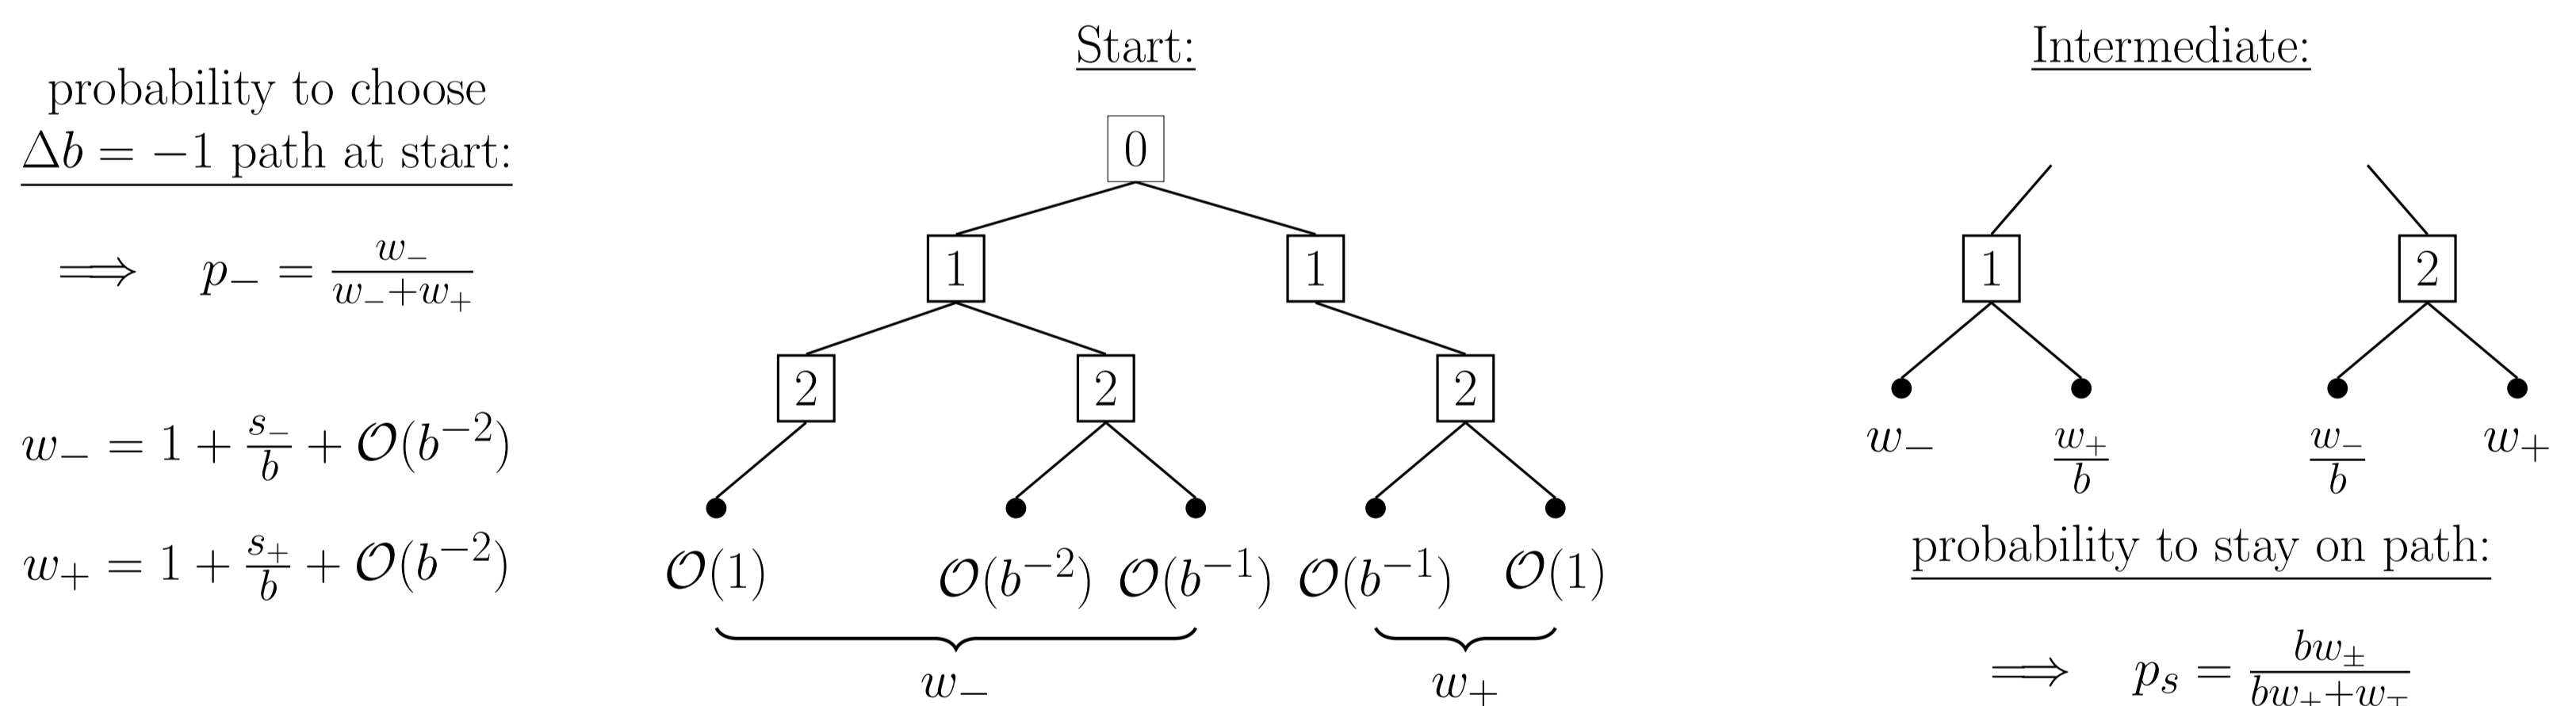 probability to choose
Δb = −1 path at start:
⟹ p₋ = w₋/(w₋+w₊)
w₋ = 1 + s₋/b + 𝒪(b⁻²)
w₊ = 1 + s₊/b + 𝒪(b⁻²)
Start:
0
1 1
2 2 2
𝒪(1) 𝒪(b⁻²) 𝒪(b⁻¹) 𝒪(b⁻¹) 𝒪(1)
w₋ w₊
Intermediate:
1 2
w₋ w₊/b w₋/b w₊
probability to stay on path:
⟹ pₛ = bw±/(bw±+w∓)